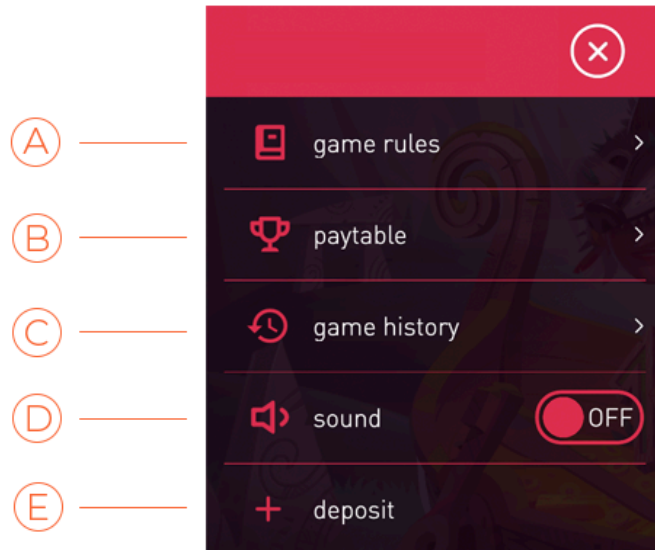 A
game rules
B
paytable
C
game history
D
sound OFF
E
deposit